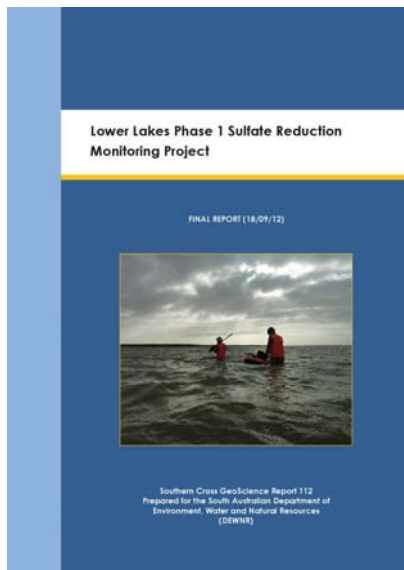 Lower Lakes Phase 1 Sulfate Reduction
Monitoring Project
FINAL REPORT (18/09/12)
Southern Cross GeoScience Report 112
Prepared for the South Australian Department of
Environment, Water and Natural Resources
(DEWNR)